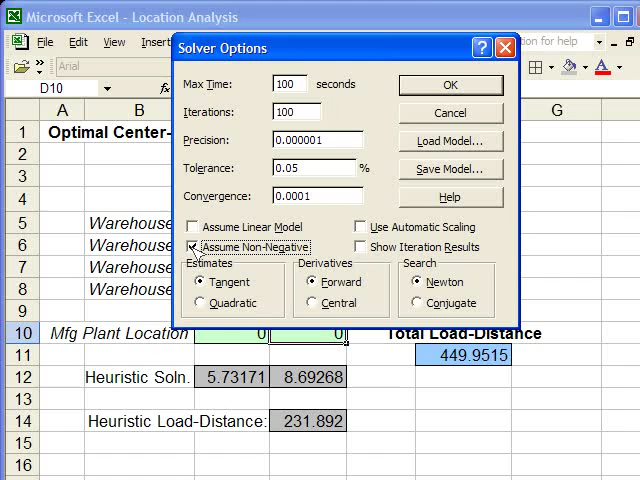 Microsoft Excel - Location Analysis
File Edit View Insert tion for help
Arial
D10 fx
Solver Options
Max Time: 100 seconds OK
Iterations: 100 Cancel
Precision: 0.000001 Load Model...
Tolerance: 0.05 % Save Model...
Convergence: 0.0001 Help
Assume Linear Model Use Automatic Scaling
Assume Non-Negative Show Iteration Results
Estimates Derivatives Search
Tangent Forward Newton
Quadratic Central Conjugate
A B G
1 Optimal Center-
2
3
4
5 Warehouse
6 Warehouse
7 Warehouse
8 Warehouse
9
10 Mfg Plant Location 0 0 Total Load-Distance
11 449.9515
12 Heuristic Soln. 5.73171 8.69268
13
14 Heuristic Load-Distance: 231.892
15
16